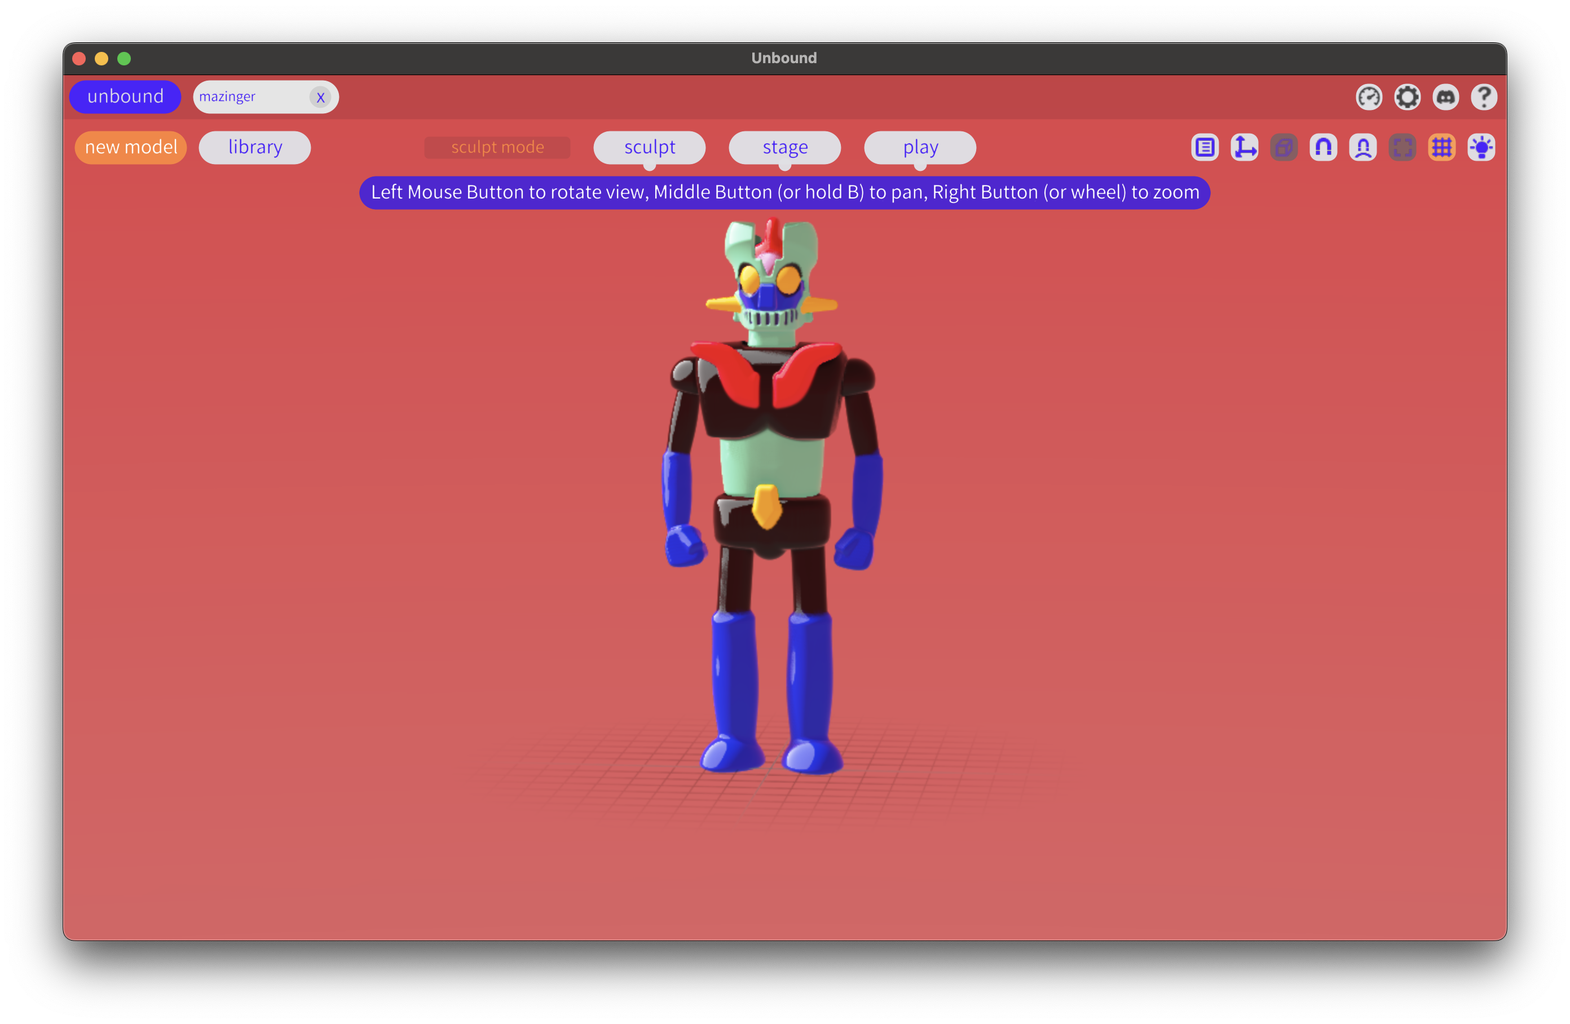 Unbound
unbound
mazinger X
?
new model
library
sculpt mode
sculpt
stage
play
Left Mouse Button to rotate view, Middle Button (or hold B) to pan, Right Button (or wheel) to zoom